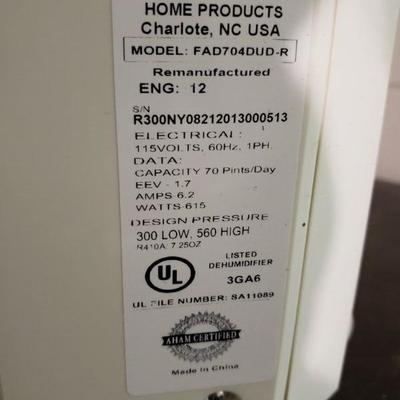 HOME PRODUCTS
Charlote, NC USA
MODEL: FAD704DUD-R
Remanufactured
ENG: 12
S/N
R300NY08212013000513
ELECTRICAL:
115VOLTS, 60Hz, 1PH.
DATA:
CAPACITY 70 Pints/Day
EEV - 1.7
AMPS-6.2
WATTS-615
DESIGN PRESSURE
300 LOW, 560 HIGH
R410A: 7.25OZ
UL
LISTED
DEHUMIDIFIER
3GA6
UL FILE NUMBER: SA11089
AHAM CERTIFIED
Made in China